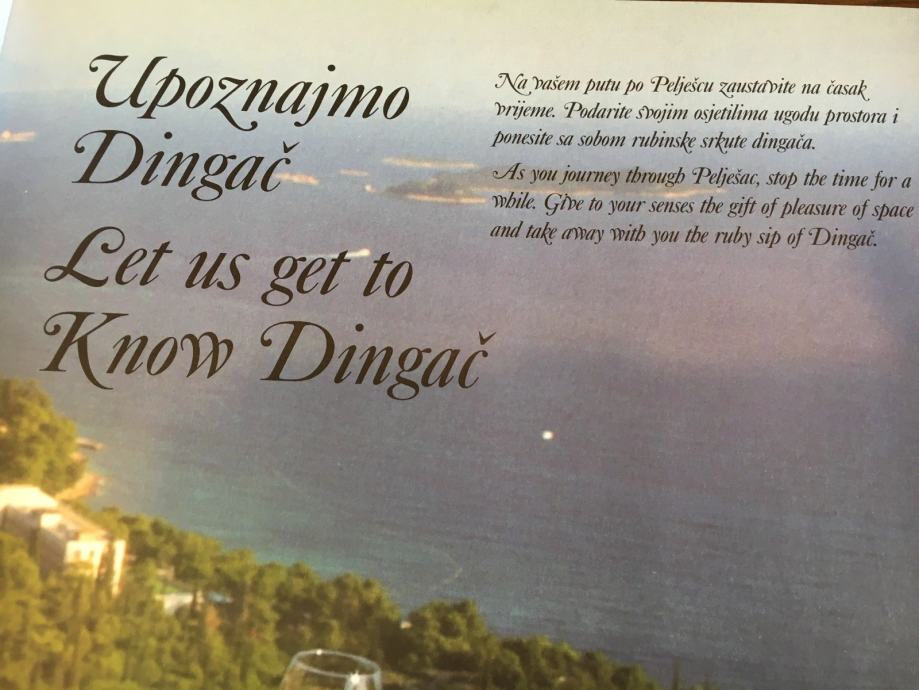 Upoznajmo
Dingač
Let us get to
Know Dingač
Na vašem putu po Pelješcu zaustavite na časak
vrijeme. Podarite svojim osjetilima ugodu prostora i
ponesite sa sobom rubinske srkute dingača.
As you journey through Pelješac, stop the time for a
while. Give to your senses the gift of pleasure of space
and take away with you the ruby sip of Dingač.